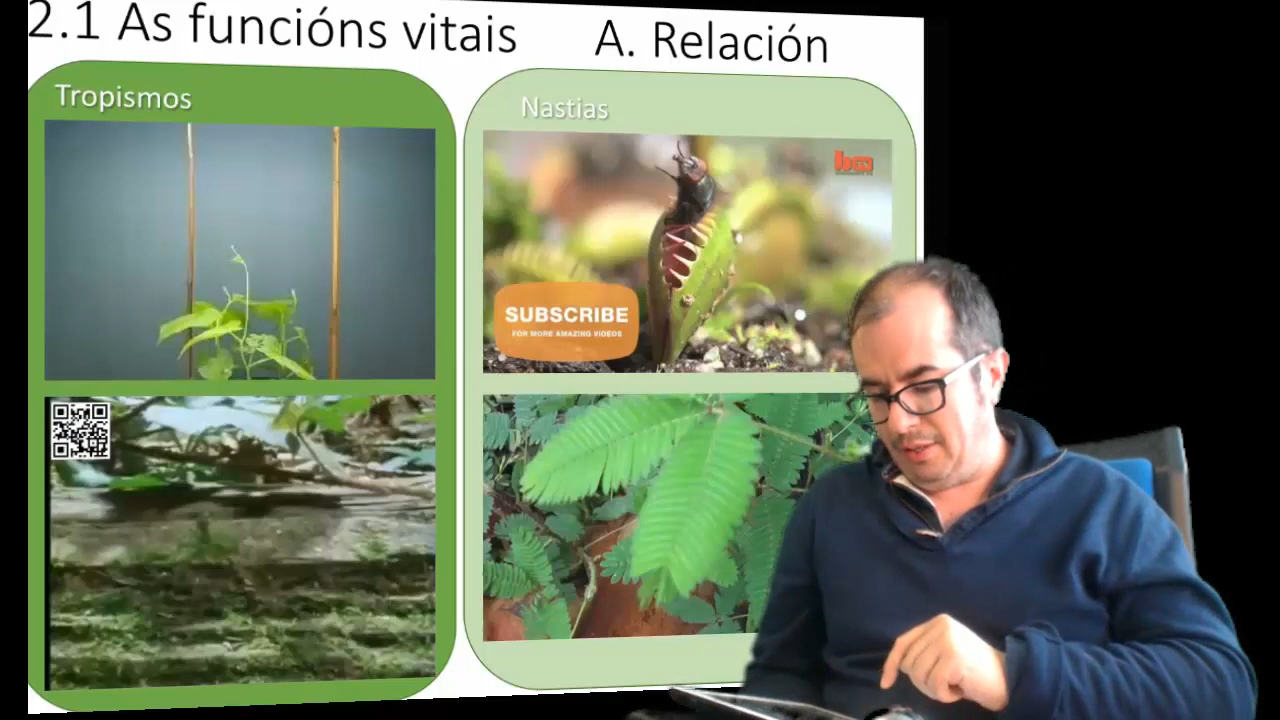 2.1 As funcións vitais
A. Relación
Tropismos
Nastias
SUBSCRIBE
FOR MORE AMAZING VIDEOS